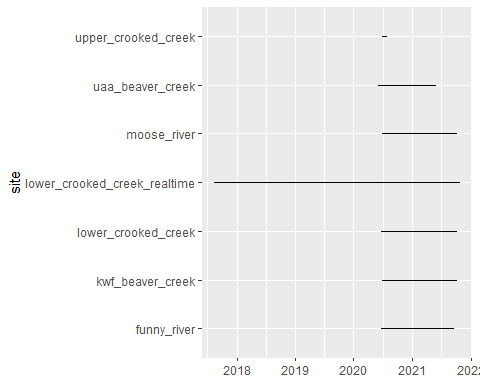 upper_crooked_creek
uaa_beaver_creek
moose_river
lower_crooked_creek_realtime
lower_crooked_creek
kwf_beaver_creek
funny_river
site
2018 2019 2020 2021 2022